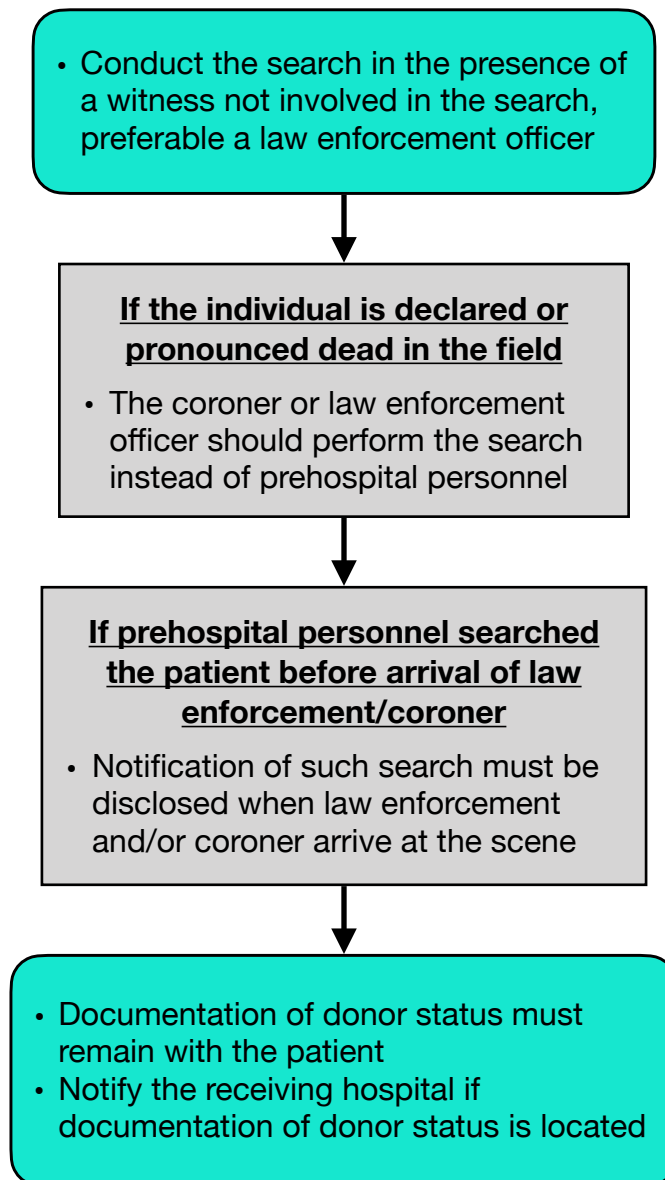 • Conduct the search in the presence of
a witness not involved in the search,
preferable a law enforcement officer
If the individual is declared or
pronounced dead in the field
• The coroner or law enforcement
officer should perform the search
instead of prehospital personnel
If prehospital personnel searched
the patient before arrival of law
enforcement/coroner
• Notification of such search must be
disclosed when law enforcement
and/or coroner arrive at the scene
• Documentation of donor status must
remain with the patient
• Notify the receiving hospital if
documentation of donor status is located